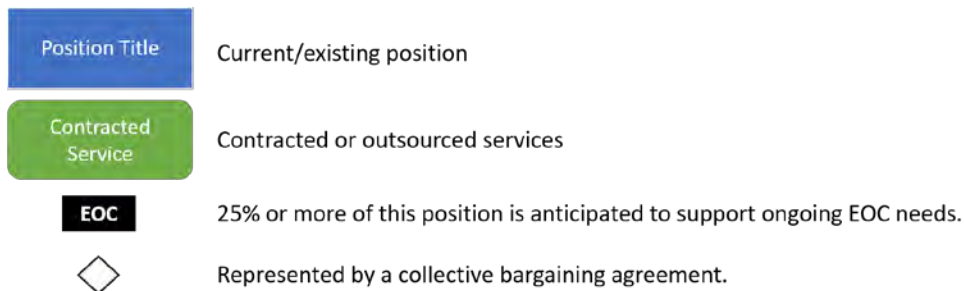 Position Title
Current/existing position
Contracted
Service
Contracted or outsourced services
EOC
25% or more of this position is anticipated to support ongoing EOC needs.
Represented by a collective bargaining agreement.